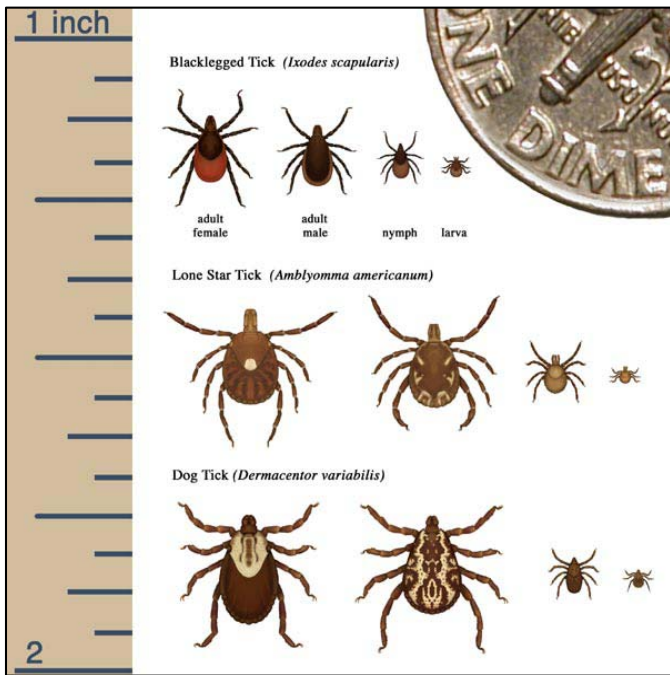 1 inch
Blacklegged Tick (Ixodes scapularis)
ONE DIME
adult
female
adult
male
nymph
larva
Lone Star Tick (Amblyomma americanum)
Dog Tick (Dermacentor variabilis)
2